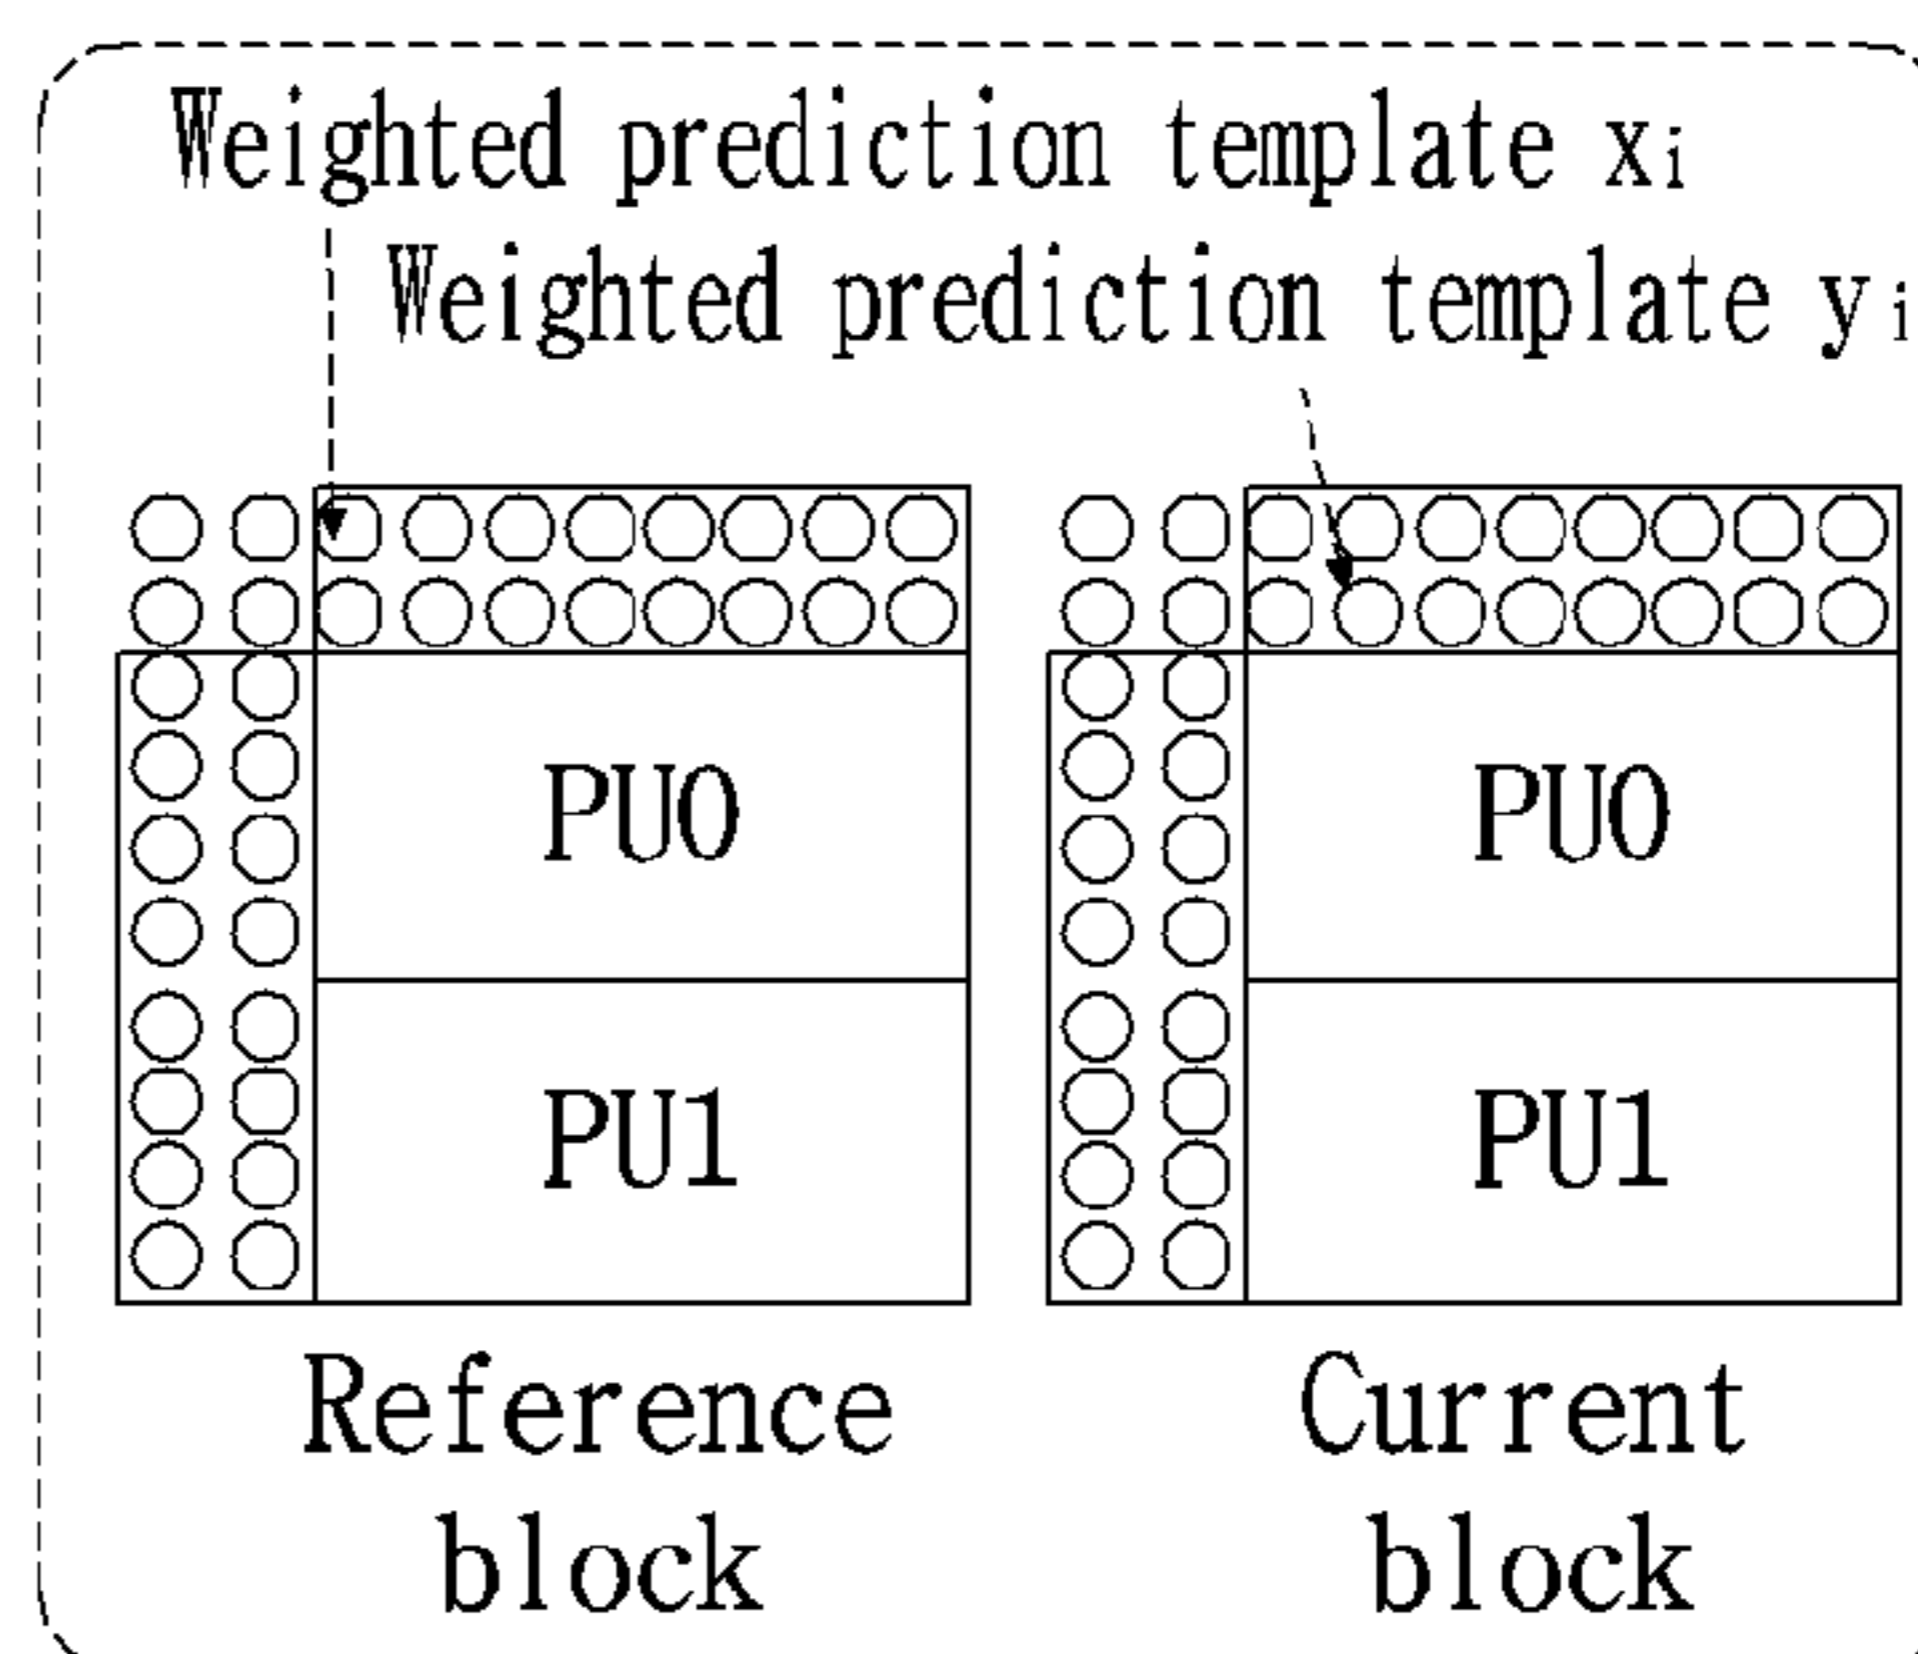 Weighted prediction template xi
Weighted prediction template yi
PU0 PU0
PU1 PU1
Reference Current
block block